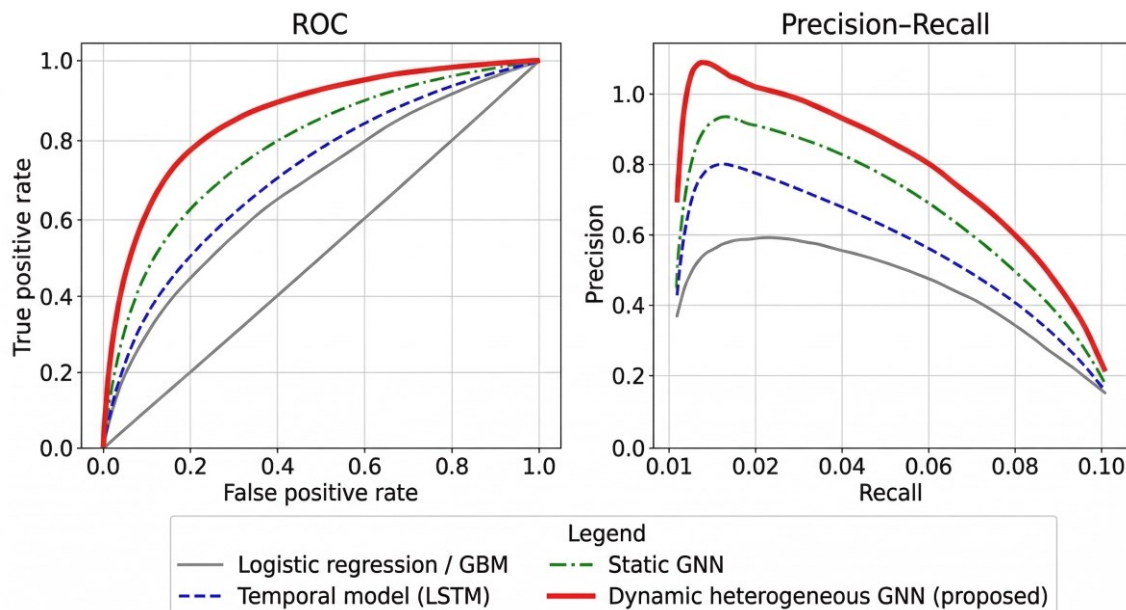 ROC
1.0
0.8
0.6
0.4
0.2
0.0
True positive rate
0.0 0.2 0.4 0.6 0.8 1.0
False positive rate
Precision–Recall
1.0
0.8
0.6
0.4
0.2
0.0
Precision
0.01 0.02 0.04 0.06 0.08 0.10
Recall
Legend
Logistic regression / GBM
Temporal model (LSTM)
Static GNN
Dynamic heterogeneous GNN (proposed)